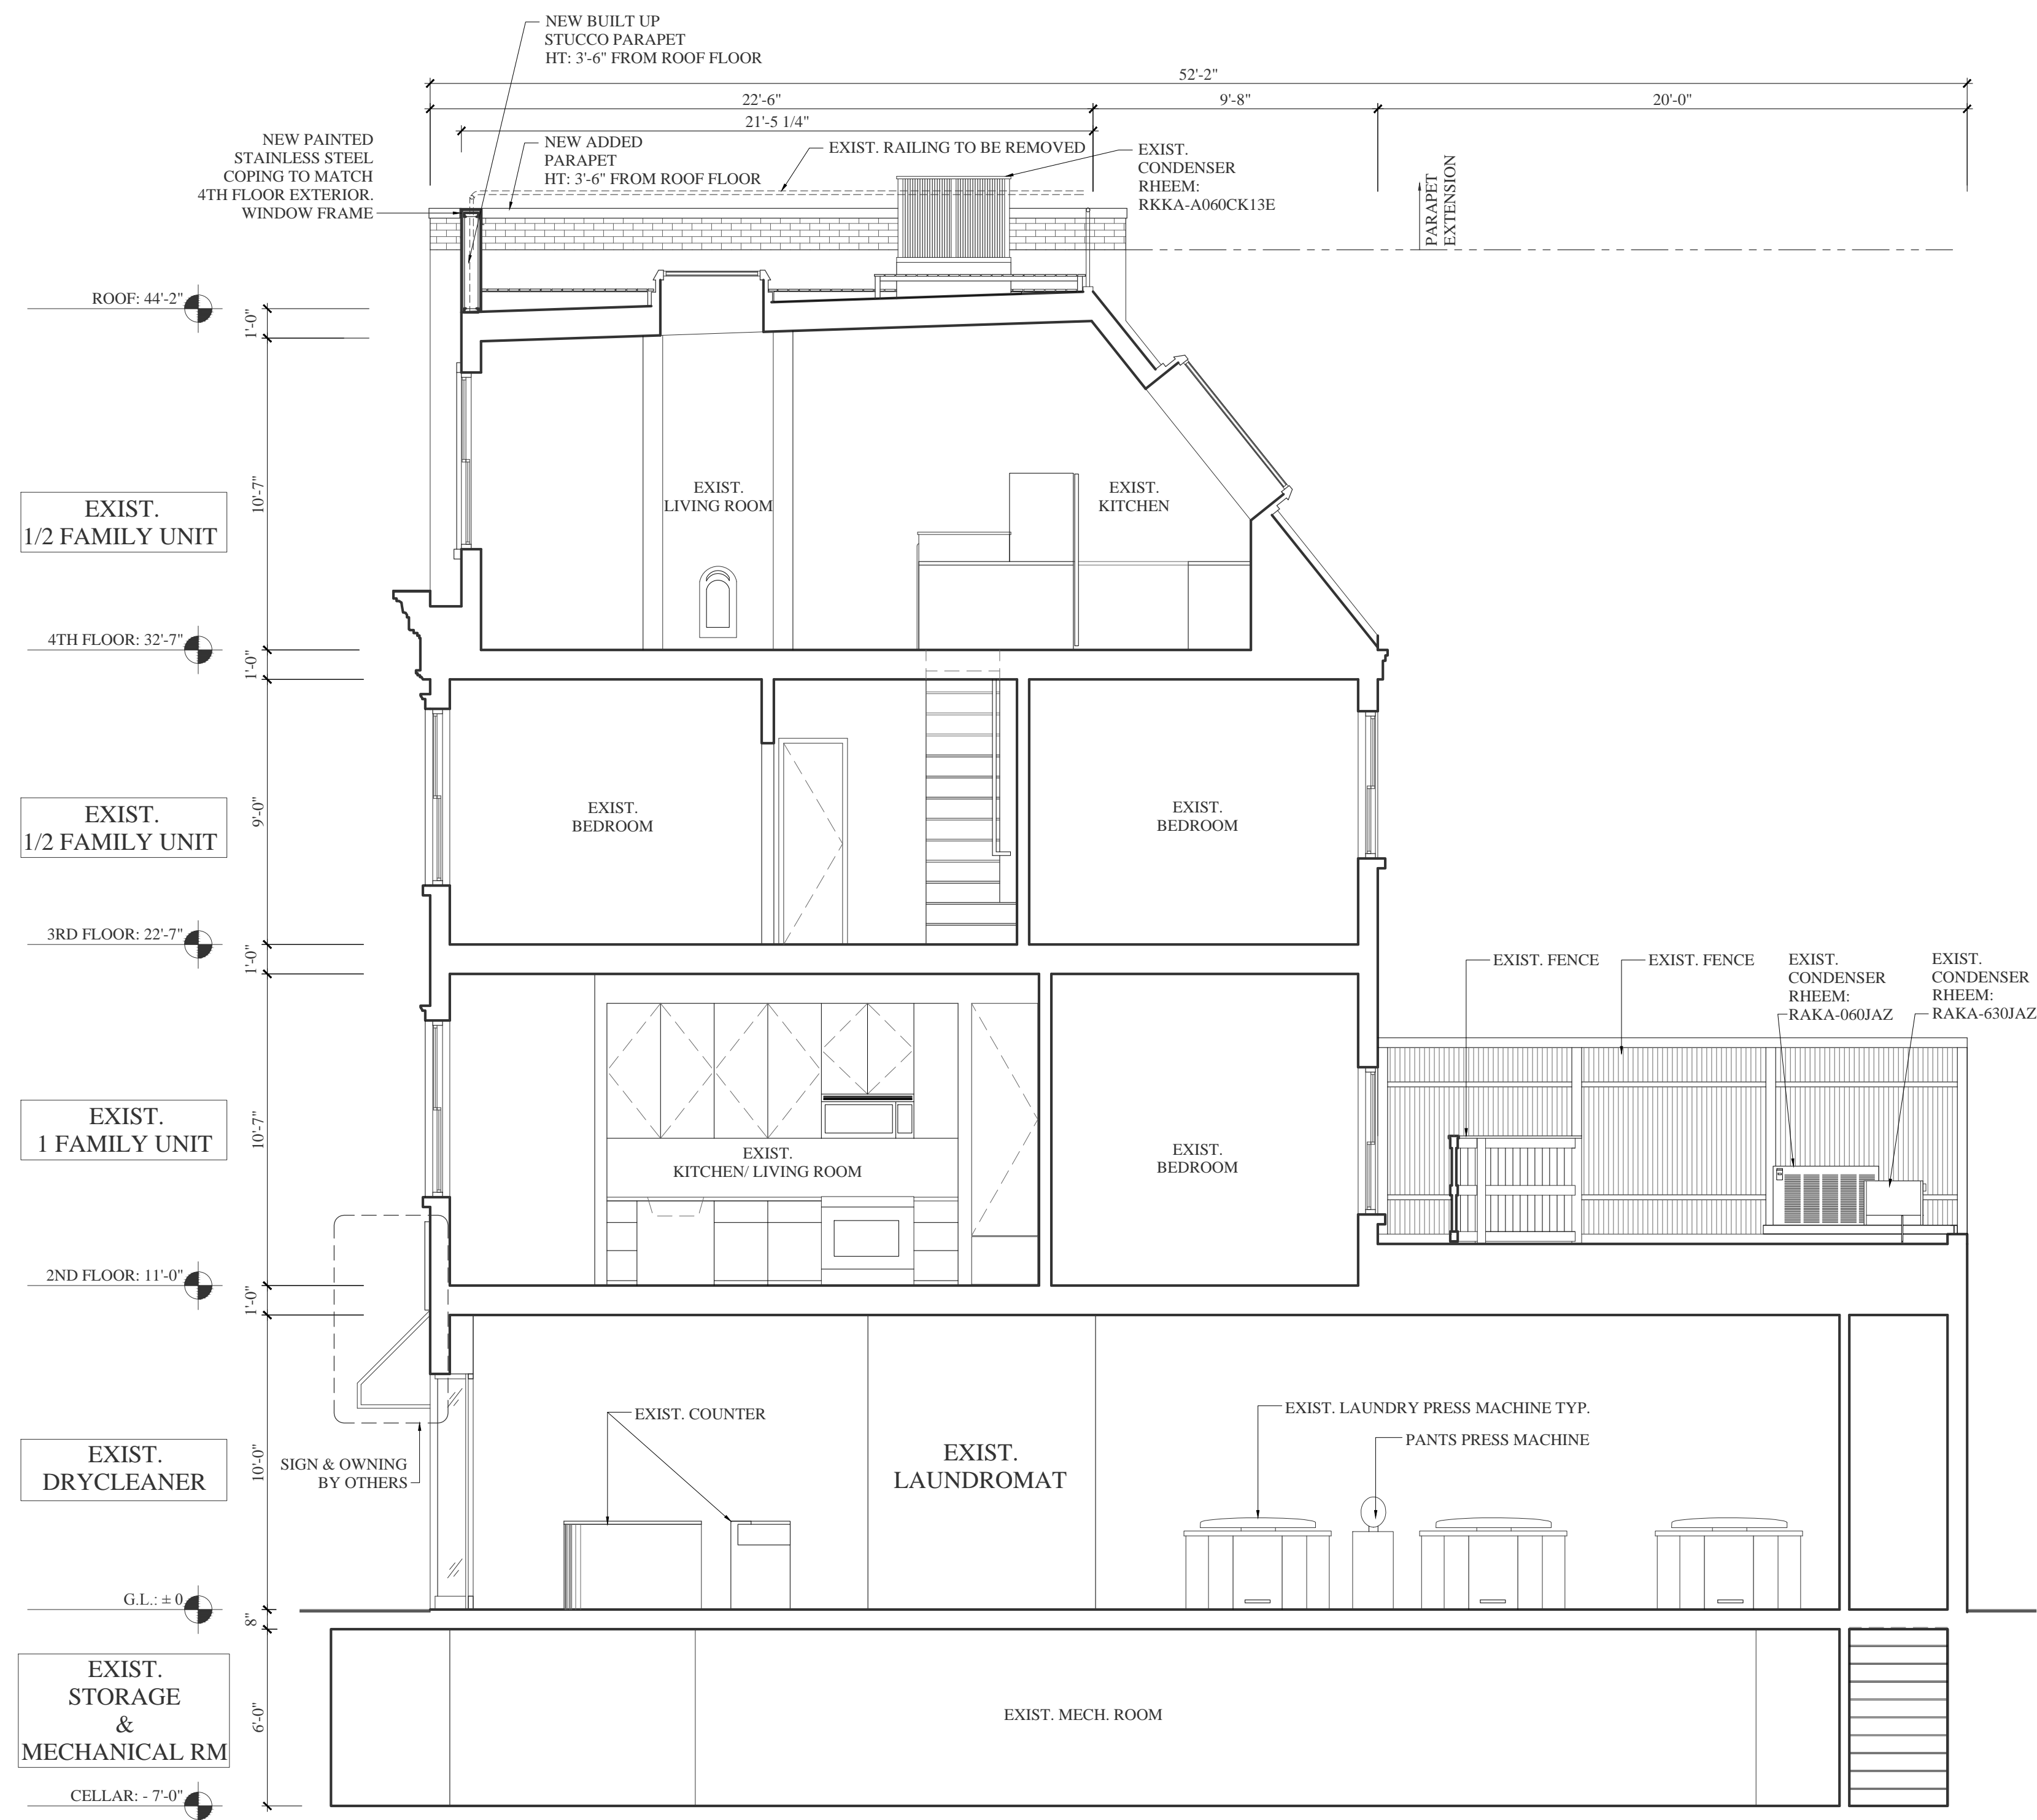 NEW BUILT UP
STUCCO PARAPET
HT: 3'-6" FROM ROOF FLOOR
52'-2"
22'-6"
9'-8"
20'-0"
21'-5 1/4"
NEW PAINTED
STAINLESS STEEL
COPING TO MATCH
4TH FLOOR EXTERIOR.
WINDOW FRAME
NEW ADDED
PARAPET
HT: 3'-6" FROM ROOF FLOOR
EXIST. RAILING TO BE REMOVED
EXIST.
CONDENSER
RHEEM:
RKKA-A060CK13E
PARAPET
EXTENSION
ROOF: 44'-2"
1'-0"
10'-7"
EXIST.
1/2 FAMILY UNIT
EXIST.
LIVING ROOM
EXIST.
KITCHEN
4TH FLOOR: 32'-7"
1'-0"
EXIST.
1/2 FAMILY UNIT
9'-0"
EXIST.
BEDROOM
EXIST.
BEDROOM
3RD FLOOR: 22'-7"
1'-0"
EXIST. FENCE
EXIST. FENCE
EXIST.
CONDENSER
RHEEM:
RAKA-060JAZ
EXIST.
CONDENSER
RHEEM:
RAKA-630JAZ
EXIST.
1 FAMILY UNIT
10'-7"
EXIST.
KITCHEN/ LIVING ROOM
EXIST.
BEDROOM
2ND FLOOR: 11'-0"
1'-0"
EXIST.
DRYCLEANER
10'-0"
SIGN & OWNING
BY OTHERS
EXIST. COUNTER
EXIST.
LAUNDROMAT
EXIST. LAUNDRY PRESS MACHINE TYP.
PANTS PRESS MACHINE
G.L.: ± 0
8"
EXIST.
STORAGE
&
MECHANICAL RM
6'-0"
EXIST. MECH. ROOM
CELLAR: - 7'-0"